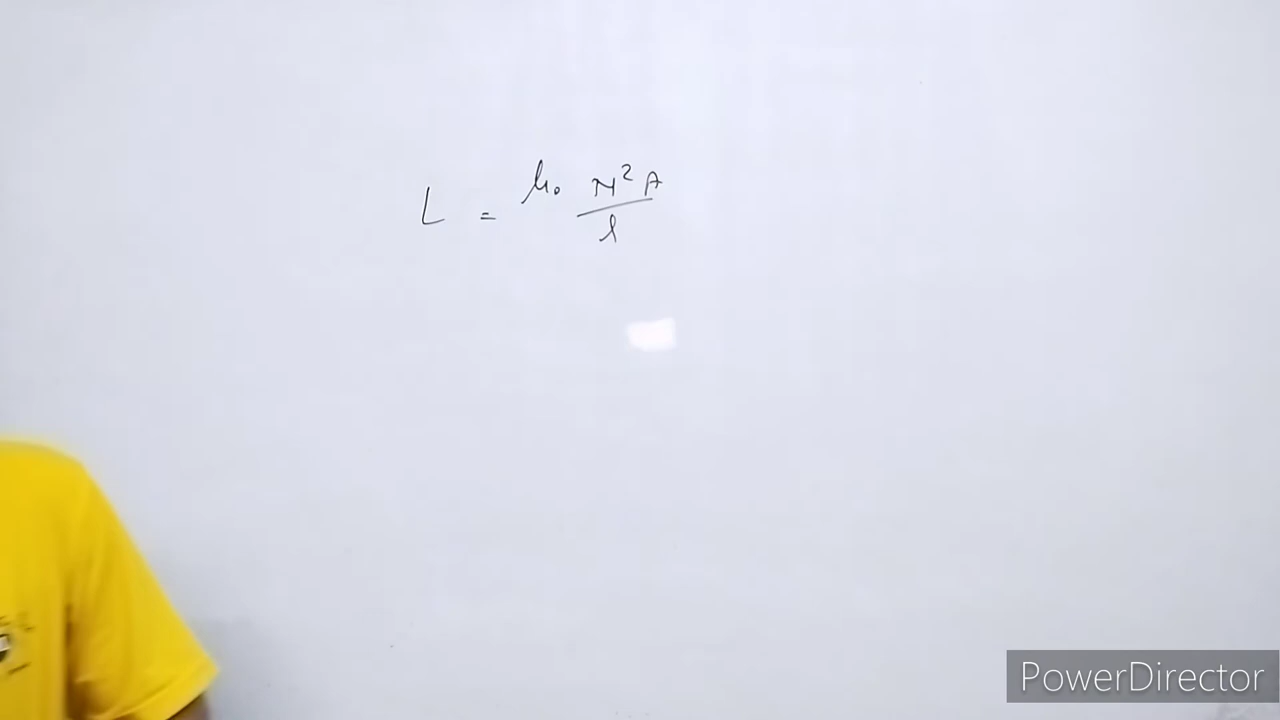 L = μ₀ N²A
l
PowerDirector